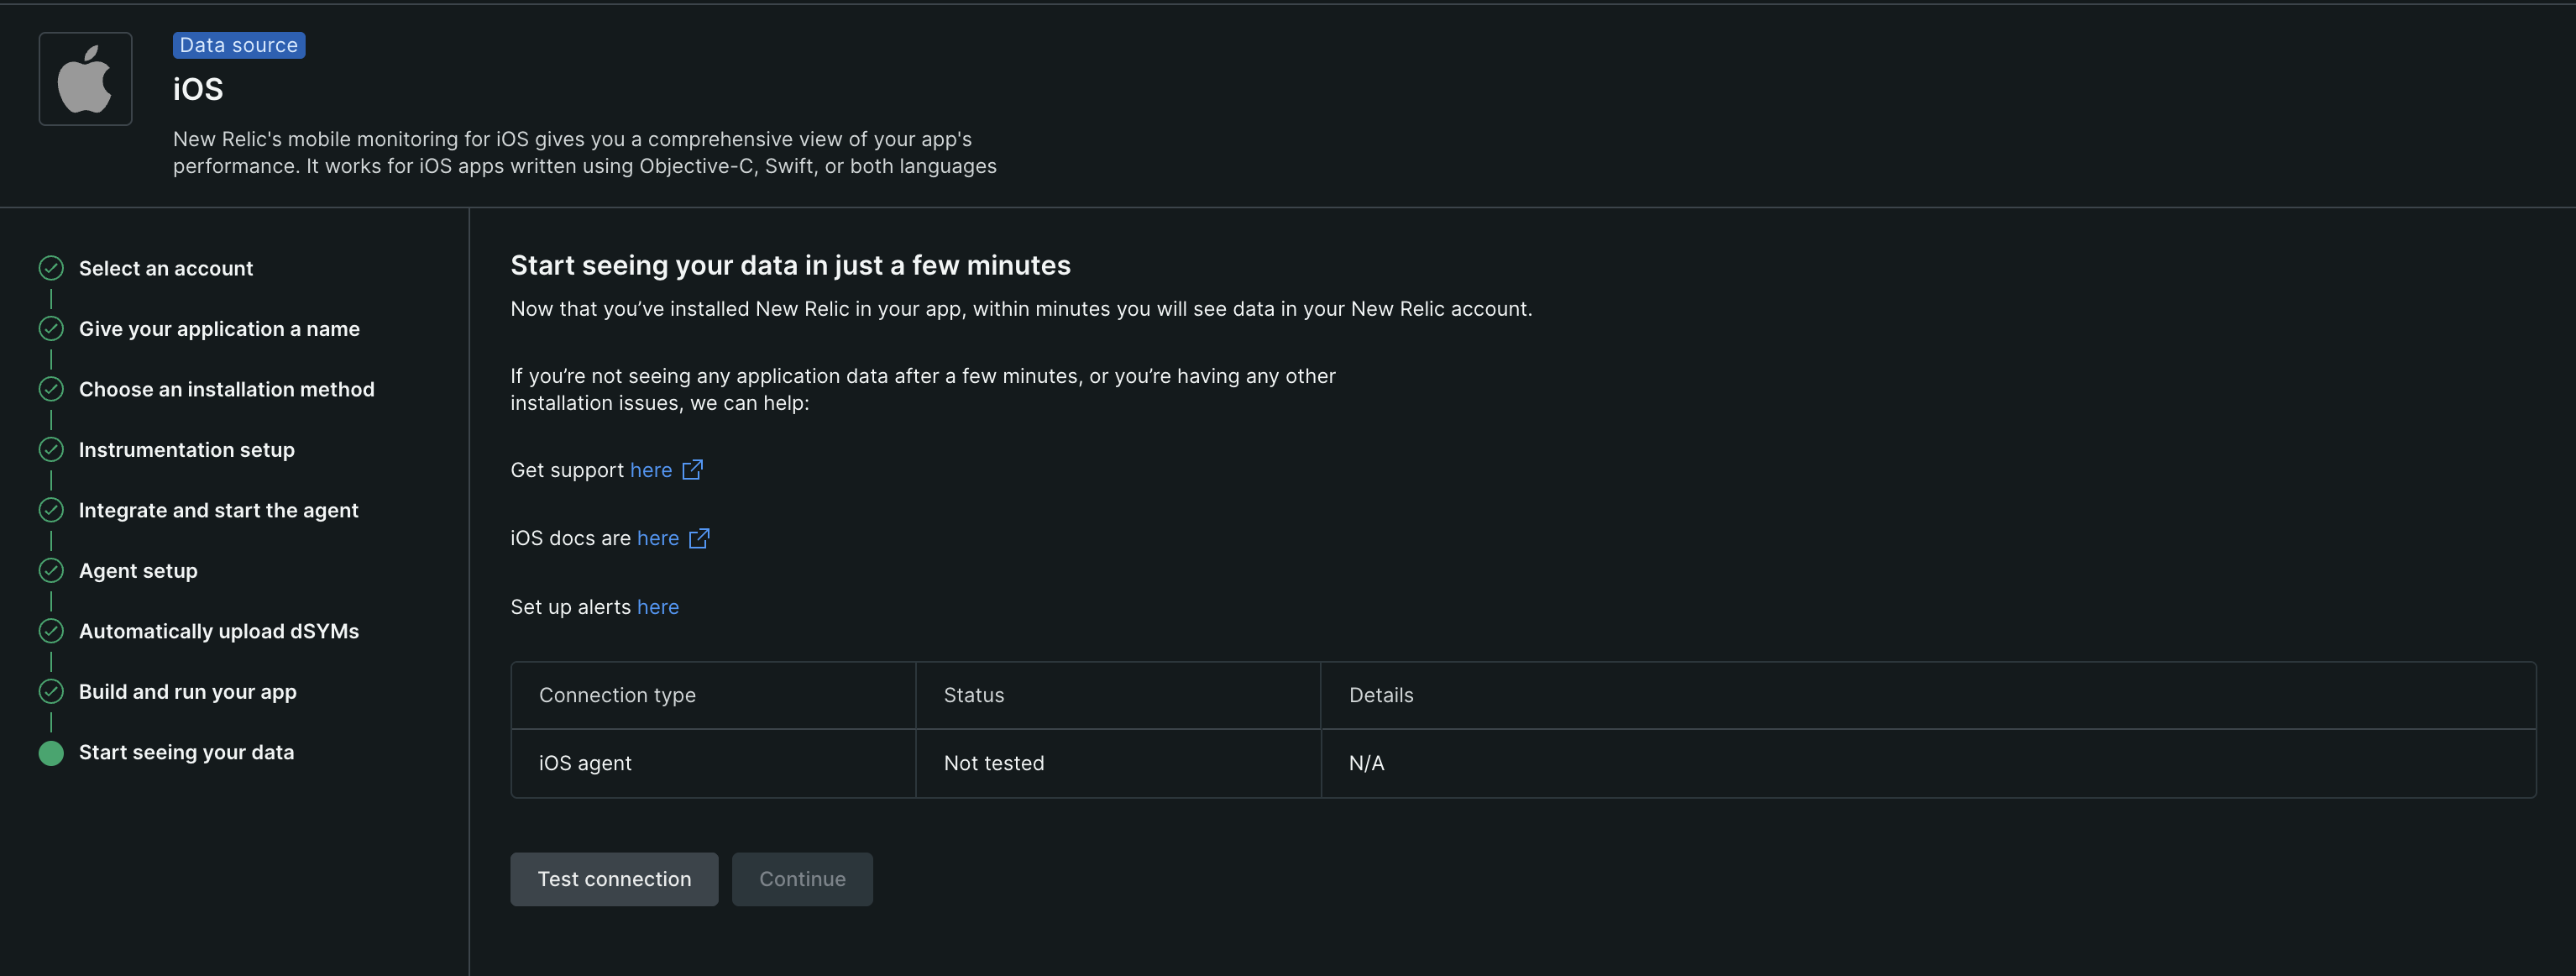 Data source
iOS
New Relic's mobile monitoring for iOS gives you a comprehensive view of your app's
performance. It works for iOS apps written using Objective-C, Swift, or both languages
Select an account
Give your application a name
Choose an installation method
Instrumentation setup
Integrate and start the agent
Agent setup
Automatically upload dSYMs
Build and run your app
Start seeing your data
Start seeing your data in just a few minutes
Now that you’ve installed New Relic in your app, within minutes you will see data in your New Relic account.
If you’re not seeing any application data after a few minutes, or you’re having any other
installation issues, we can help:
Get support here
iOS docs are here
Set up alerts here
Connection type Status Details
iOS agent Not tested N/A
Test connection Continue